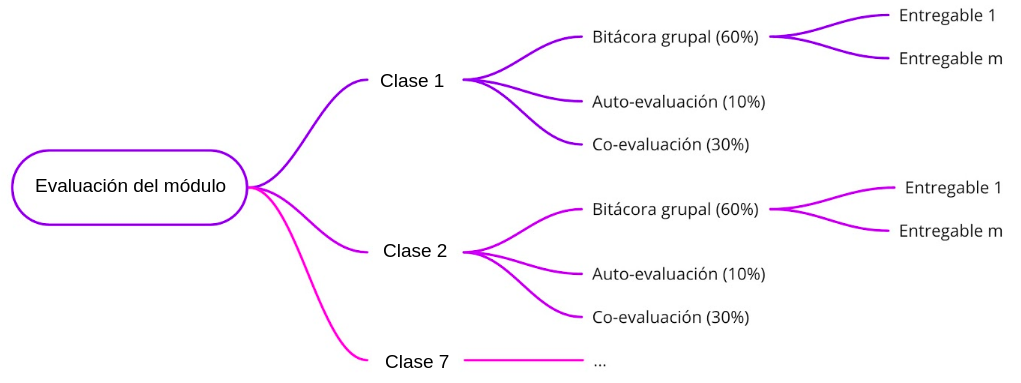 Evaluación del módulo
Clase 1
Bitácora grupal (60%)
Entregable 1
Entregable m
Auto-evaluación (10%)
Co-evaluación (30%)
Clase 2
Bitácora grupal (60%)
Entregable 1
Entregable m
Auto-evaluación (10%)
Co-evaluación (30%)
Clase 7
...